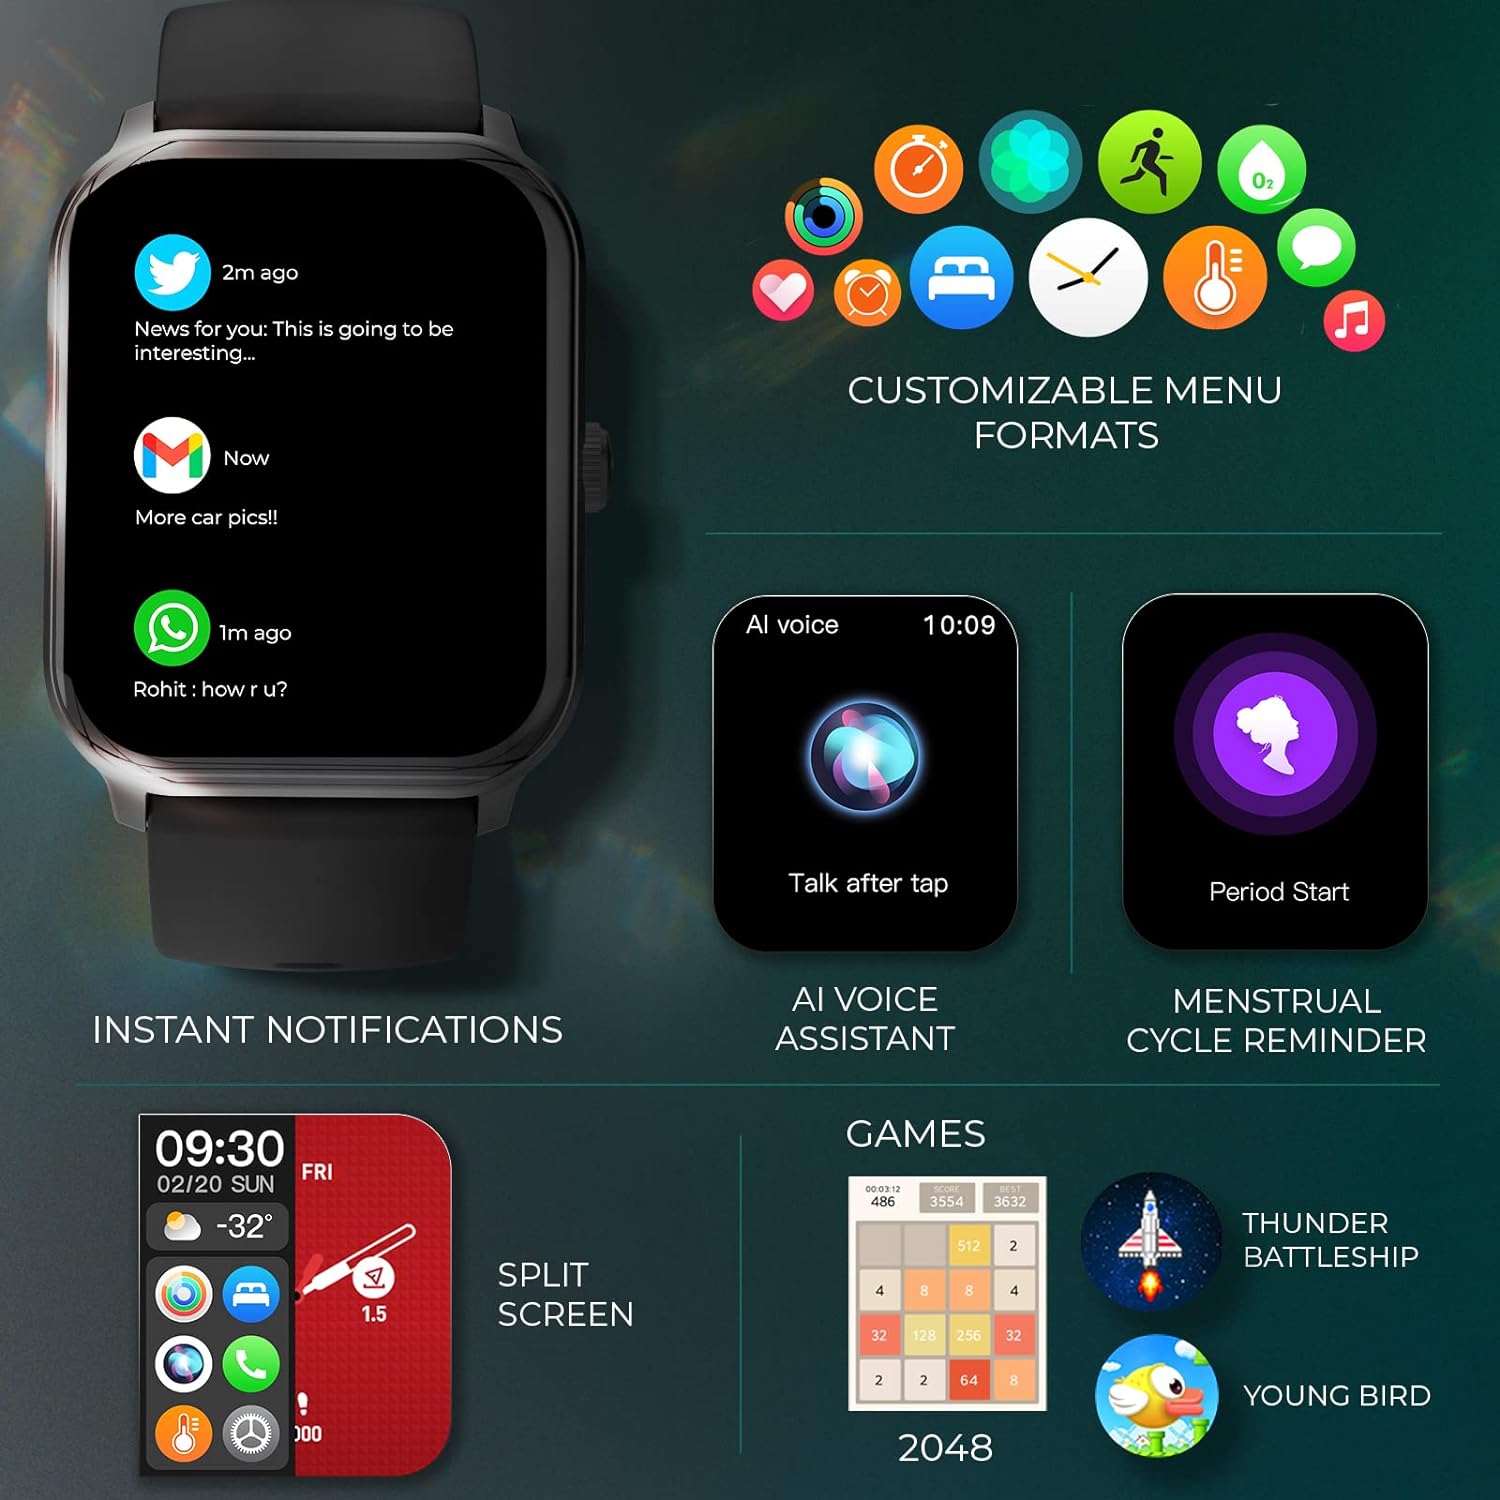 2m ago
News for you: This is going to be
interesting...
Now
More car pics!!
1m ago
Rohit : how r u?
INSTANT NOTIFICATIONS
O2
CUSTOMIZABLE MENU
FORMATS
AI voice 10:09
Talk after tap
AI VOICE
ASSISTANT
Period Start
MENSTRUAL
CYCLE REMINDER
09:30
02/20 SUN
-32°
FRI
1.5
000
SPLIT
SCREEN
GAMES
00:03:12 SCORE BEST
486 3554 3632
512 2
4 8 8 4
32 128 256 32
2 2 64 8
2048
THUNDER
BATTLESHIP
YOUNG BIRD